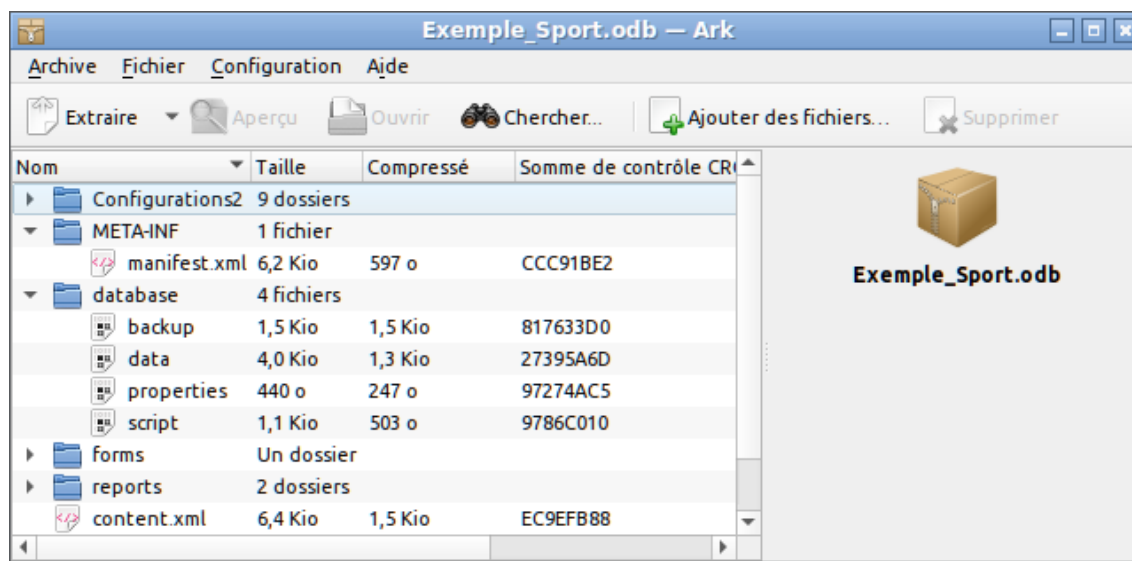 Exemple_Sport.odb — Ark
Archive Fichier Configuration Aide
Extraire Aperçu Ouvrir Chercher... Ajouter des fichiers... Supprimer
Nom Taille Compressé Somme de contrôle CR
Configurations2 9 dossiers
META-INF 1 fichier
manifest.xml 6,2 Kio 597 o CCC91BE2
database 4 fichiers
backup 1,5 Kio 1,5 Kio 817633D0
data 4,0 Kio 1,3 Kio 27395A6D
properties 440 o 247 o 97274AC5
script 1,1 Kio 503 o 9786C010
forms Un dossier
reports 2 dossiers
content.xml 6,4 Kio 1,5 Kio EC9EFB88
Exemple_Sport.odb